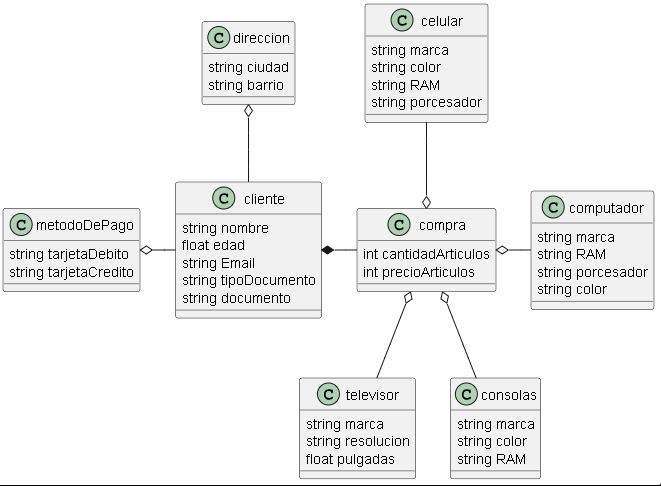 C celular
string marca
string color
string RAM
string porcesador
C direccion
string ciudad
string barrio
C cliente
string nombre
float edad
string Email
string tipoDocumento
string documento
C metodoDePago
string tarjetaDebito
string tarjetaCredito
C compra
int cantidadArticulos
int precioArticulos
C computador
string marca
string RAM
string porcesador
string color
C televisor
string marca
string resolucion
float pulgadas
C consolas
string marca
string color
string RAM